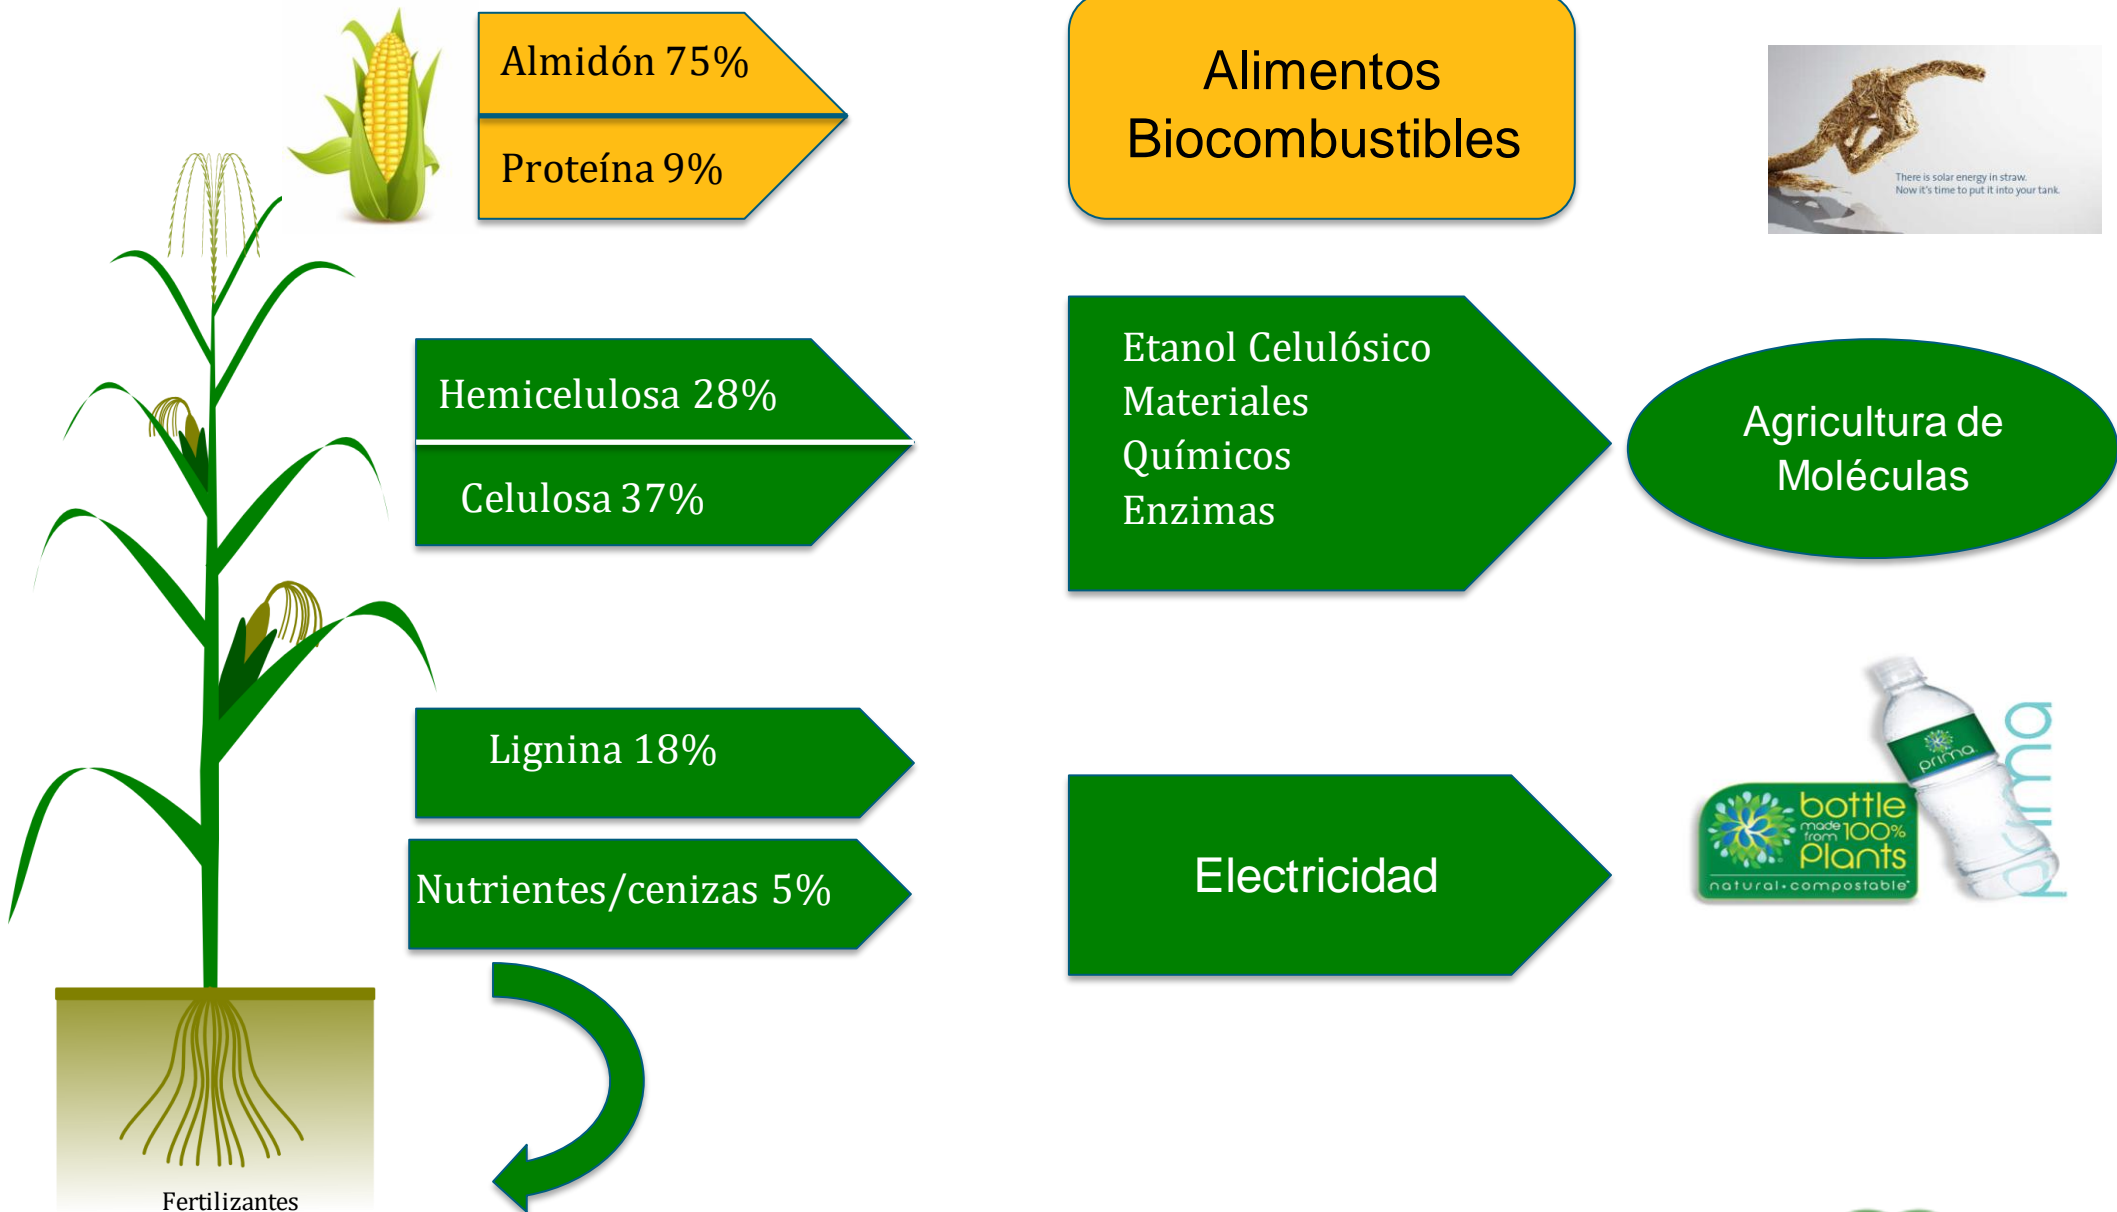 Almidón 75%
Proteína 9%
Alimentos
Biocombustibles
There is solar energy in straw.
Now it's time to put it into your tank.
Hemicelulosa 28%
Celulosa 37%
Etanol Celulósico
Materiales
Químicos
Enzimas
Agricultura de
Moléculas
Lignina 18%
Nutrientes/cenizas 5%
Electricidad
prima
prima
bottle
made
from 100%
Plants
natural•compostable
Fertilizantes